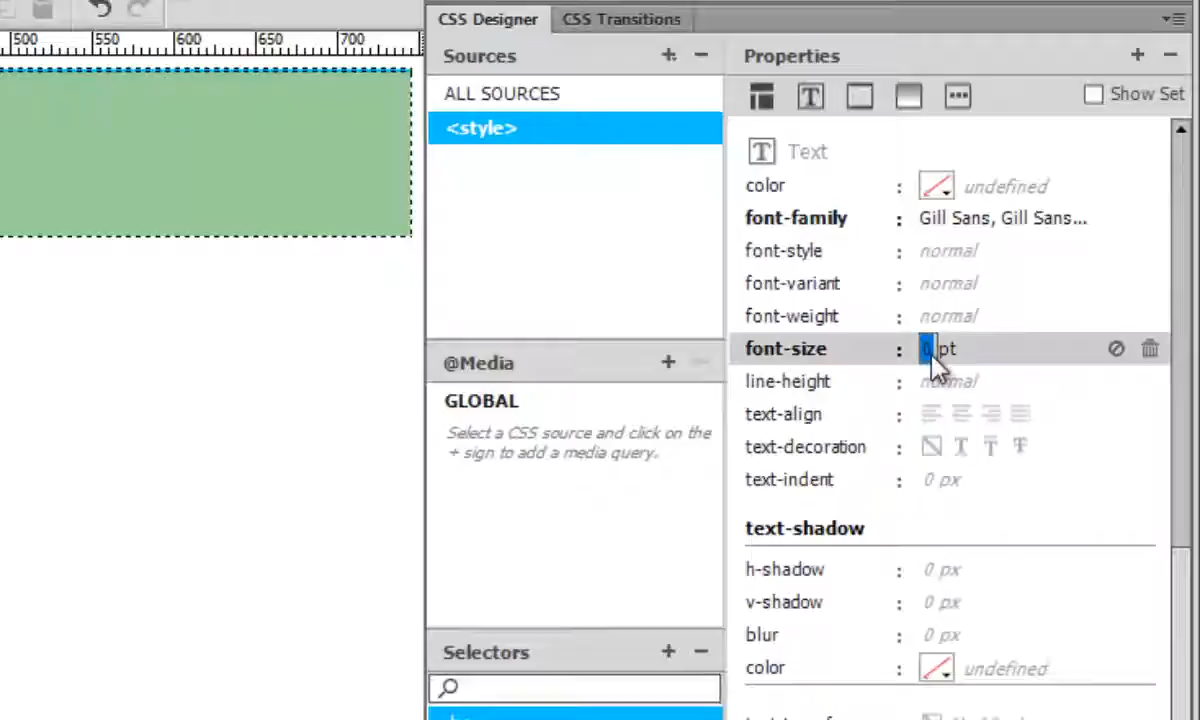 500 550 600 650 700
CSS Designer CSS Transitions
Sources
ALL SOURCES
<style>
@Media
GLOBAL
Select a CSS source and click on the
+ sign to add a media query.
Selectors
Properties
Show Set
Text
color : undefined
font-family : Gill Sans, Gill Sans...
font-style : normal
font-variant : normal
font-weight : normal
font-size : 0 pt
line-height : normal
text-align :
text-decoration :
text-indent : 0 px
text-shadow
h-shadow : 0 px
v-shadow : 0 px
blur : 0 px
color : undefined